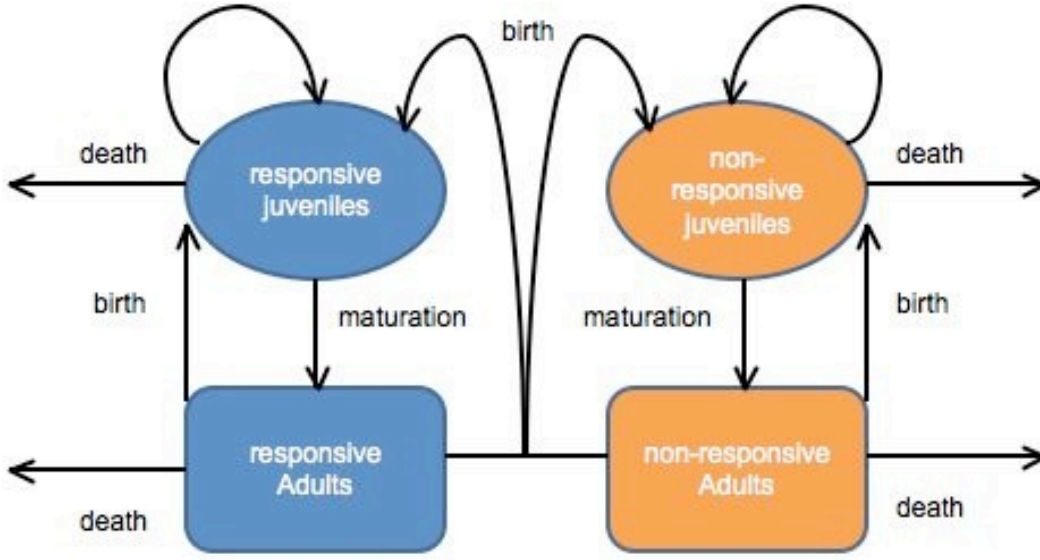 birth
death
responsive
juveniles
non-
responsive
juveniles
death
birth
maturation
maturation
birth
responsive
Adults
non-responsive
Adults
death
death